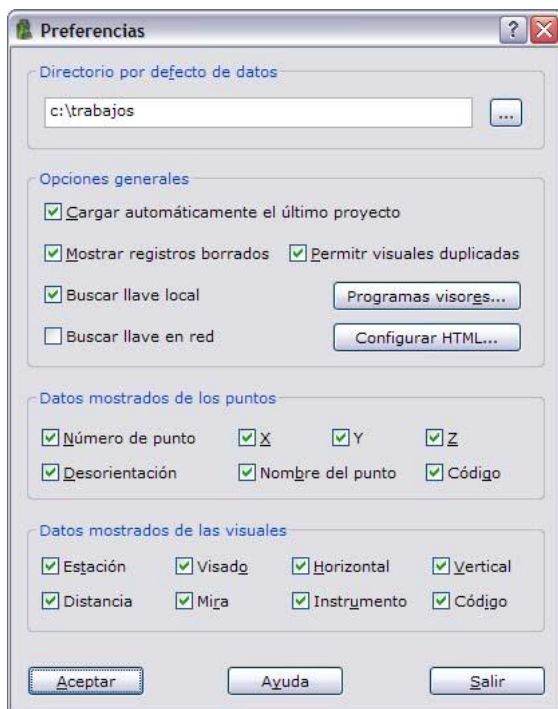 Preferencias
Directorio por defecto de datos
c:\trabajos
...
Opciones generales
Cargar automáticamente el último proyecto
Mostrar registros borrados Permitr visuales duplicadas
Buscar llave local Programas visores...
Buscar llave en red Configurar HTML...
Datos mostrados de los puntos
Número de punto X Y Z
Desorientación Nombre del punto Código
Datos mostrados de las visuales
Estación Visado Horizontal Vertical
Distancia Mira Instrumento Código
Aceptar Ayuda Salir